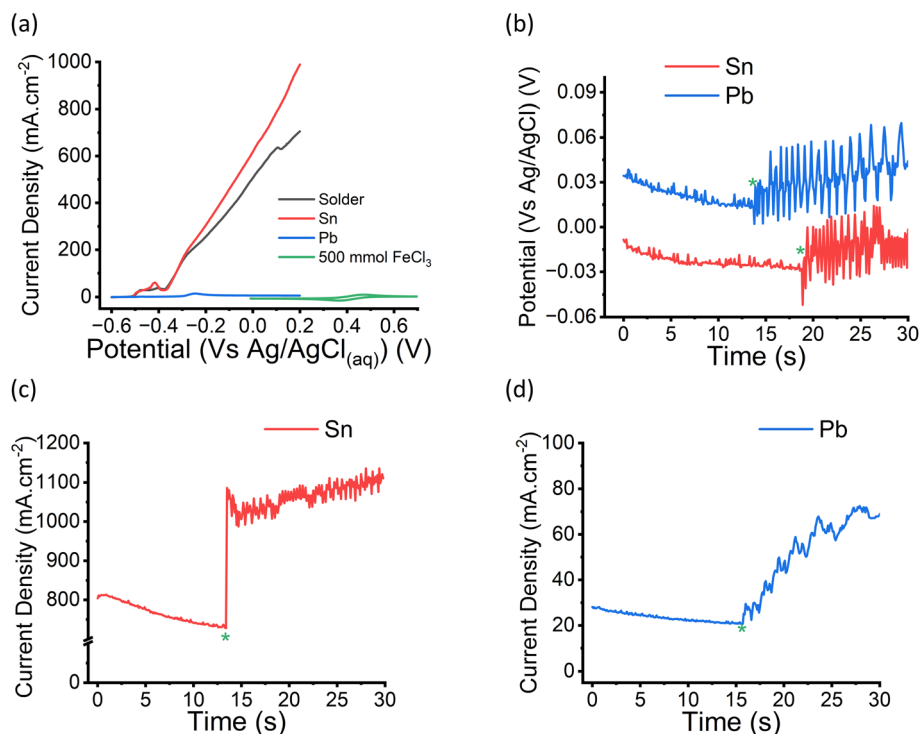 (a)
1000
800
600
400
200
0
Current Density (mA.cm⁻²)
Solder
Sn
Pb
500 mmol FeCl₃
−0.6 −0.4 −0.2 0.0 0.2 0.4 0.6
Potential (Vs Ag/AgCl₍aq₎) (V)
(b)
Sn
Pb
0.09
0.06
0.03
0.00
−0.03
−0.06
Potential (Vs Ag/AgCl) (V)
*
*
0 5 10 15 20 25 30
Time (s)
(c)
Sn
1200
1100
1000
900
800
0
Current Density (mA.cm⁻²)
*
0 5 10 15 20 25 30
Time (s)
(d)
Pb
100
80
60
40
20
0
Current Density (mA.cm⁻²)
*
0 5 10 15 20 25 30
Time (s)